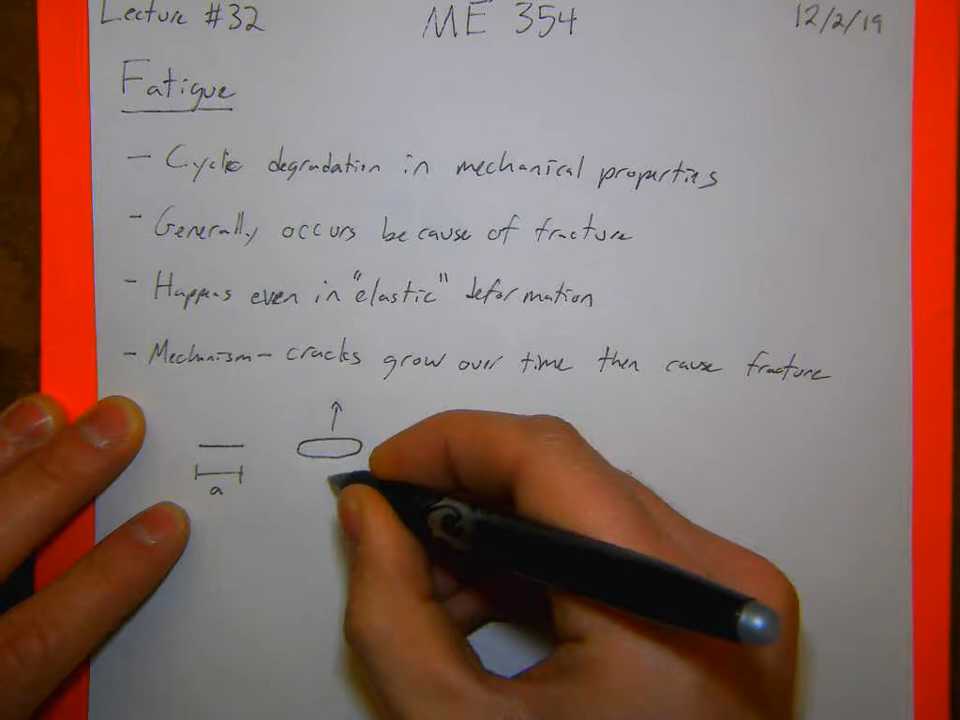 Lecture #32 ME 354 12/2/19
Fatigue
- Cyclic degradation in mechanical properties
- Generally occurs because of fracture
- Happens even in "elastic" deformation
- Mechanism - cracks grow over time then cause fracture
a